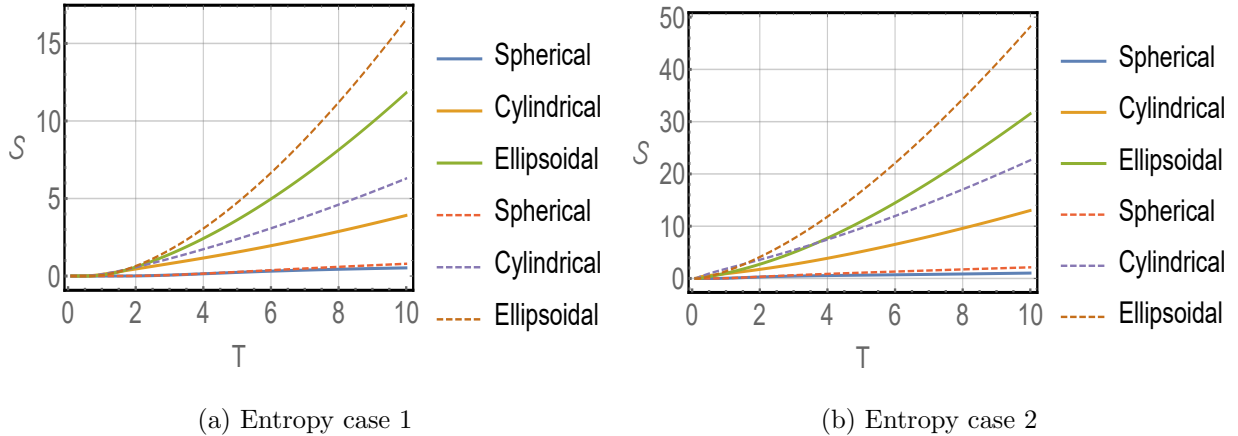 15
10
5
0
S
0 2 4 6 8 10
T
Spherical
Cylindrical
Ellipsoidal
Spherical
Cylindrical
Ellipsoidal
(a) Entropy case 1
50
40
30
20
10
0
S
0 2 4 6 8 10
T
Spherical
Cylindrical
Ellipsoidal
Spherical
Cylindrical
Ellipsoidal
(b) Entropy case 2